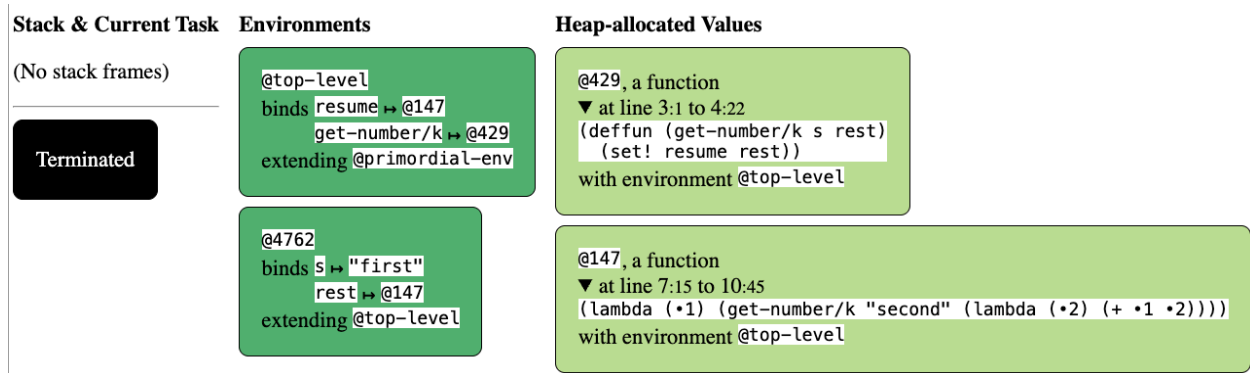 Stack & Current Task
(No stack frames)
Terminated
Environments
@top-level
binds resume ↦ @147
get-number/k ↦ @429
extending @primordial-env
@4762
binds s ↦ "first"
rest ↦ @147
extending @top-level
Heap-allocated Values
@429, a function
▼ at line 3:1 to 4:22
(deffun (get-number/k s rest)
  (set! resume rest))
with environment @top-level
@147, a function
▼ at line 7:15 to 10:45
(lambda (•1) (get-number/k "second" (lambda (•2) (+ •1 •2))))
with environment @top-level